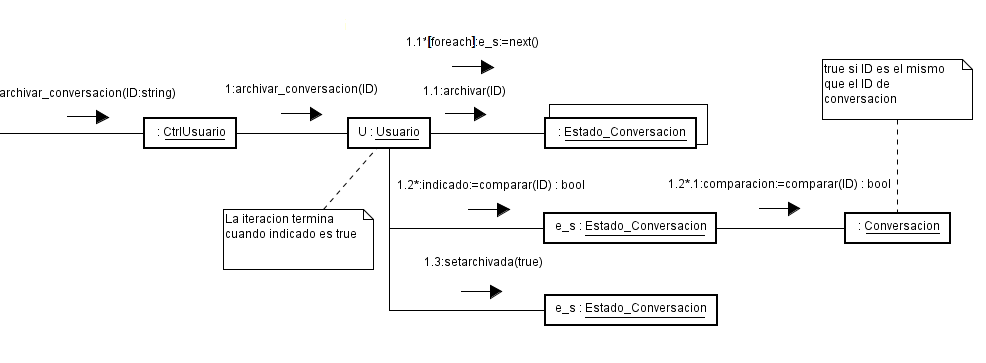 1.1*[foreach]:e_s:=next()
archivar_conversacion(ID:string)
1:archivar_conversacion(ID)
1.1:archivar(ID)
true si ID es el mismo
que el ID de
conversacion
: CtrlUsuario
U : Usuario
: Estado_Conversacion
1.2*:indicado:=comparar(ID) : bool
1.2*.1:comparacion:=comparar(ID) : bool
La iteracion termina
cuando indicado es true
e_s : Estado_Conversacion
: Conversacion
1.3:setarchivada(true)
e_s : Estado_Conversacion